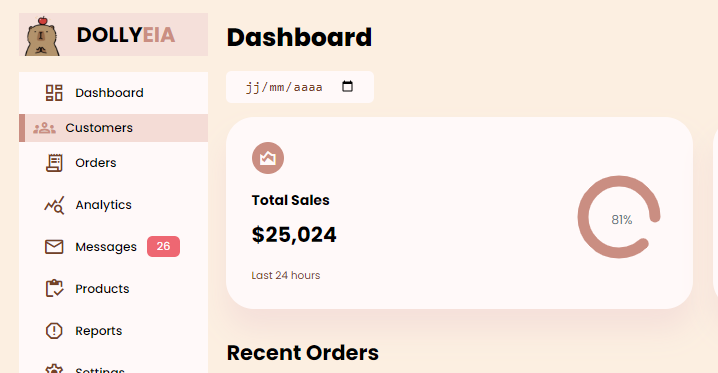 DOLLYEIA
Dashboard
Customers
Orders
Analytics
Messages 26
Products
Reports
Settings
Dashboard
jj/mm/aaaa
Total Sales
$25,024
Last 24 hours
81%
Recent Orders